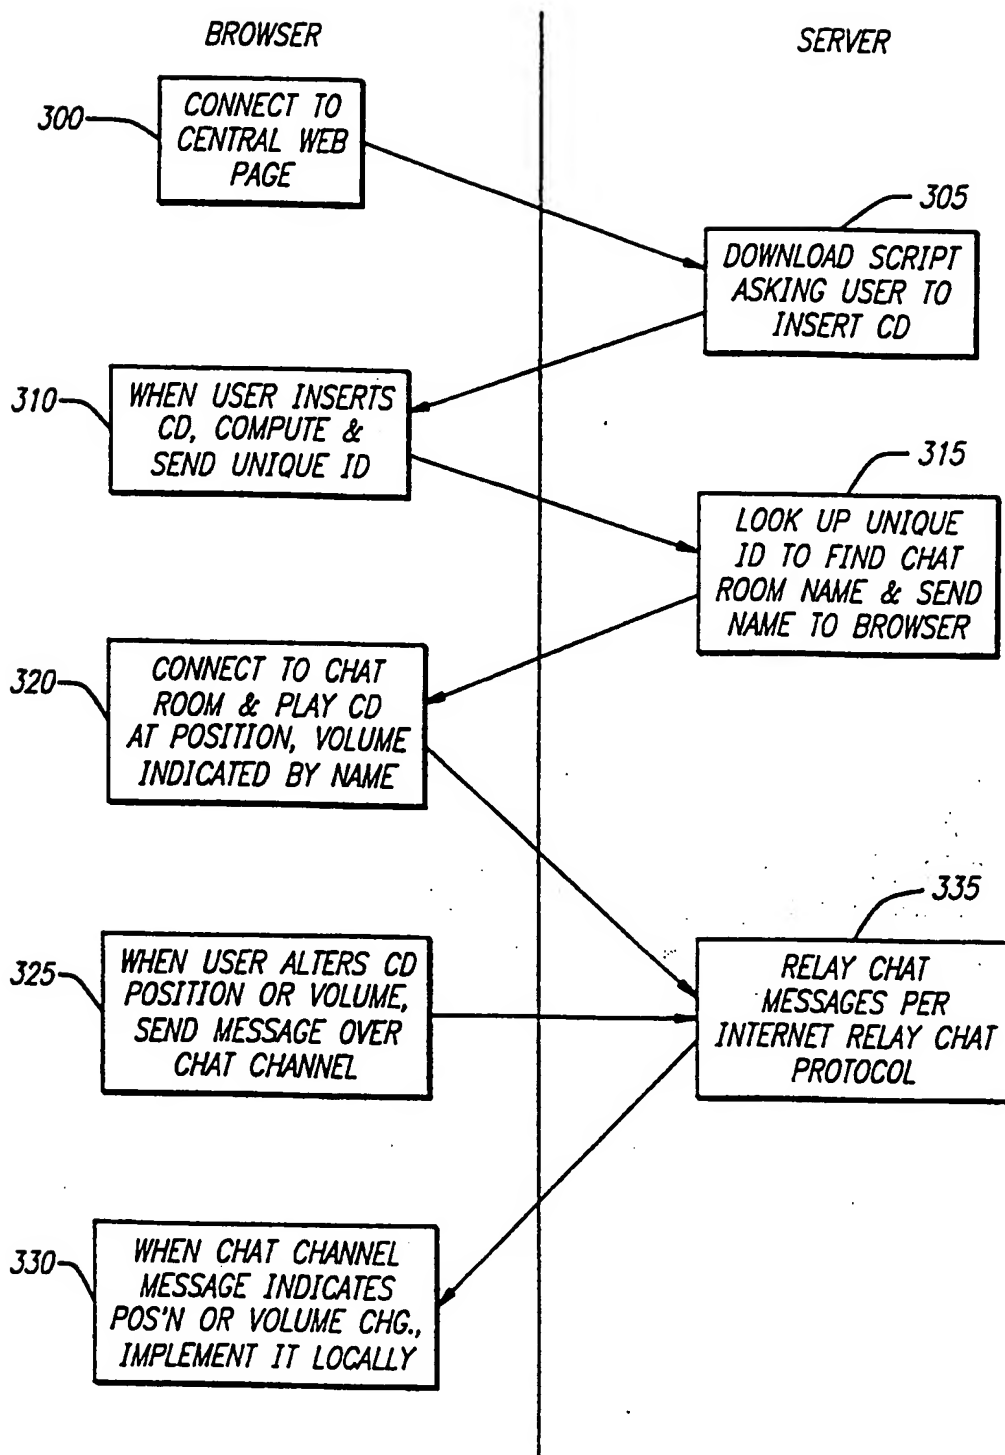 BROWSER
SERVER
300
CONNECT TO
CENTRAL WEB
PAGE
305
DOWNLOAD SCRIPT
ASKING USER TO
INSERT CD
310
WHEN USER INSERTS
CD, COMPUTE &
SEND UNIQUE ID
315
LOOK UP UNIQUE
ID TO FIND CHAT
ROOM NAME & SEND
NAME TO BROWSER
320
CONNECT TO CHAT
ROOM & PLAY CD
AT POSITION, VOLUME
INDICATED BY NAME
335
RELAY CHAT
MESSAGES PER
INTERNET RELAY CHAT
PROTOCOL
325
WHEN USER ALTERS CD
POSITION OR VOLUME,
SEND MESSAGE OVER
CHAT CHANNEL
330
WHEN CHAT CHANNEL
MESSAGE INDICATES
POS'N OR VOLUME CHG.,
IMPLEMENT IT LOCALLY